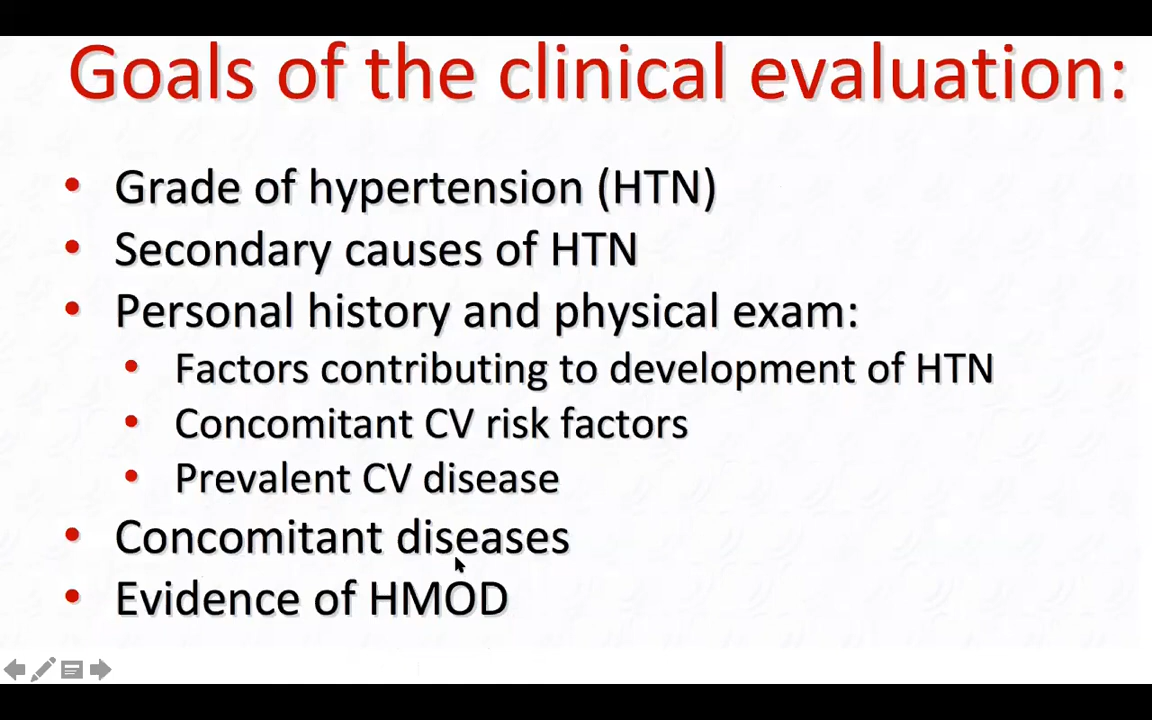 Goals of the clinical evaluation:
• Grade of hypertension (HTN)
• Secondary causes of HTN
• Personal history and physical exam:
• Factors contributing to development of HTN
• Concomitant CV risk factors
• Prevalent CV disease
• Concomitant diseases
• Evidence of HMOD